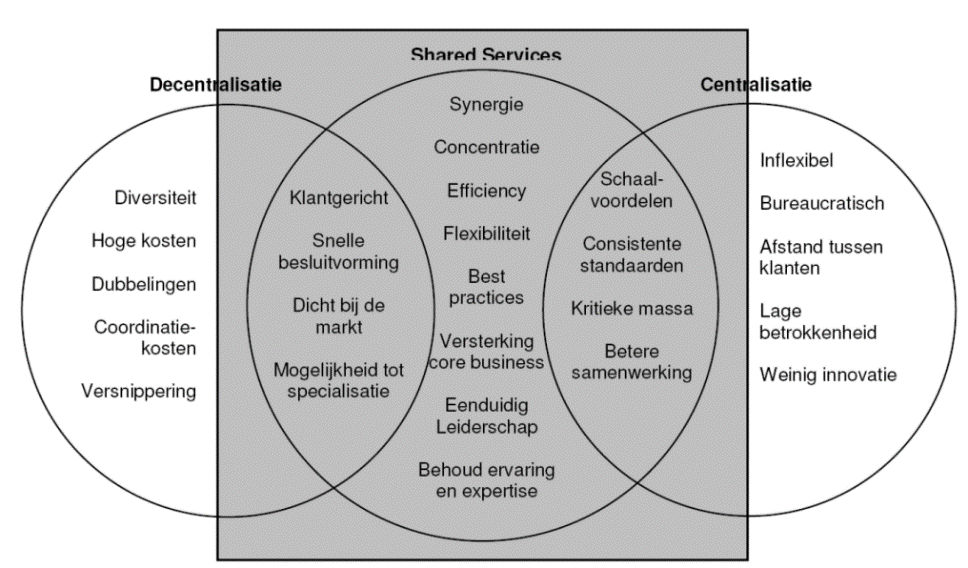 Shared Services
Decentralisatie
Centralisatie
Diversiteit
Hoge kosten
Dubbelingen
Coordinatie-
kosten
Versnippering
Klantgericht
Snelle
besluitvorming
Dicht bij de
markt
Mogelijkheid tot
specialisatie
Synergie
Concentratie
Efficiency
Flexibiliteit
Best
practices
Versterking
core business
Eenduidig
Leiderschap
Behoud ervaring
en expertise
Schaal-
voordelen
Consistente
standaarden
Kritieke massa
Betere
samenwerking
Inflexibel
Bureaucratisch
Afstand tussen
klanten
Lage
betrokkenheid
Weinig innovatie